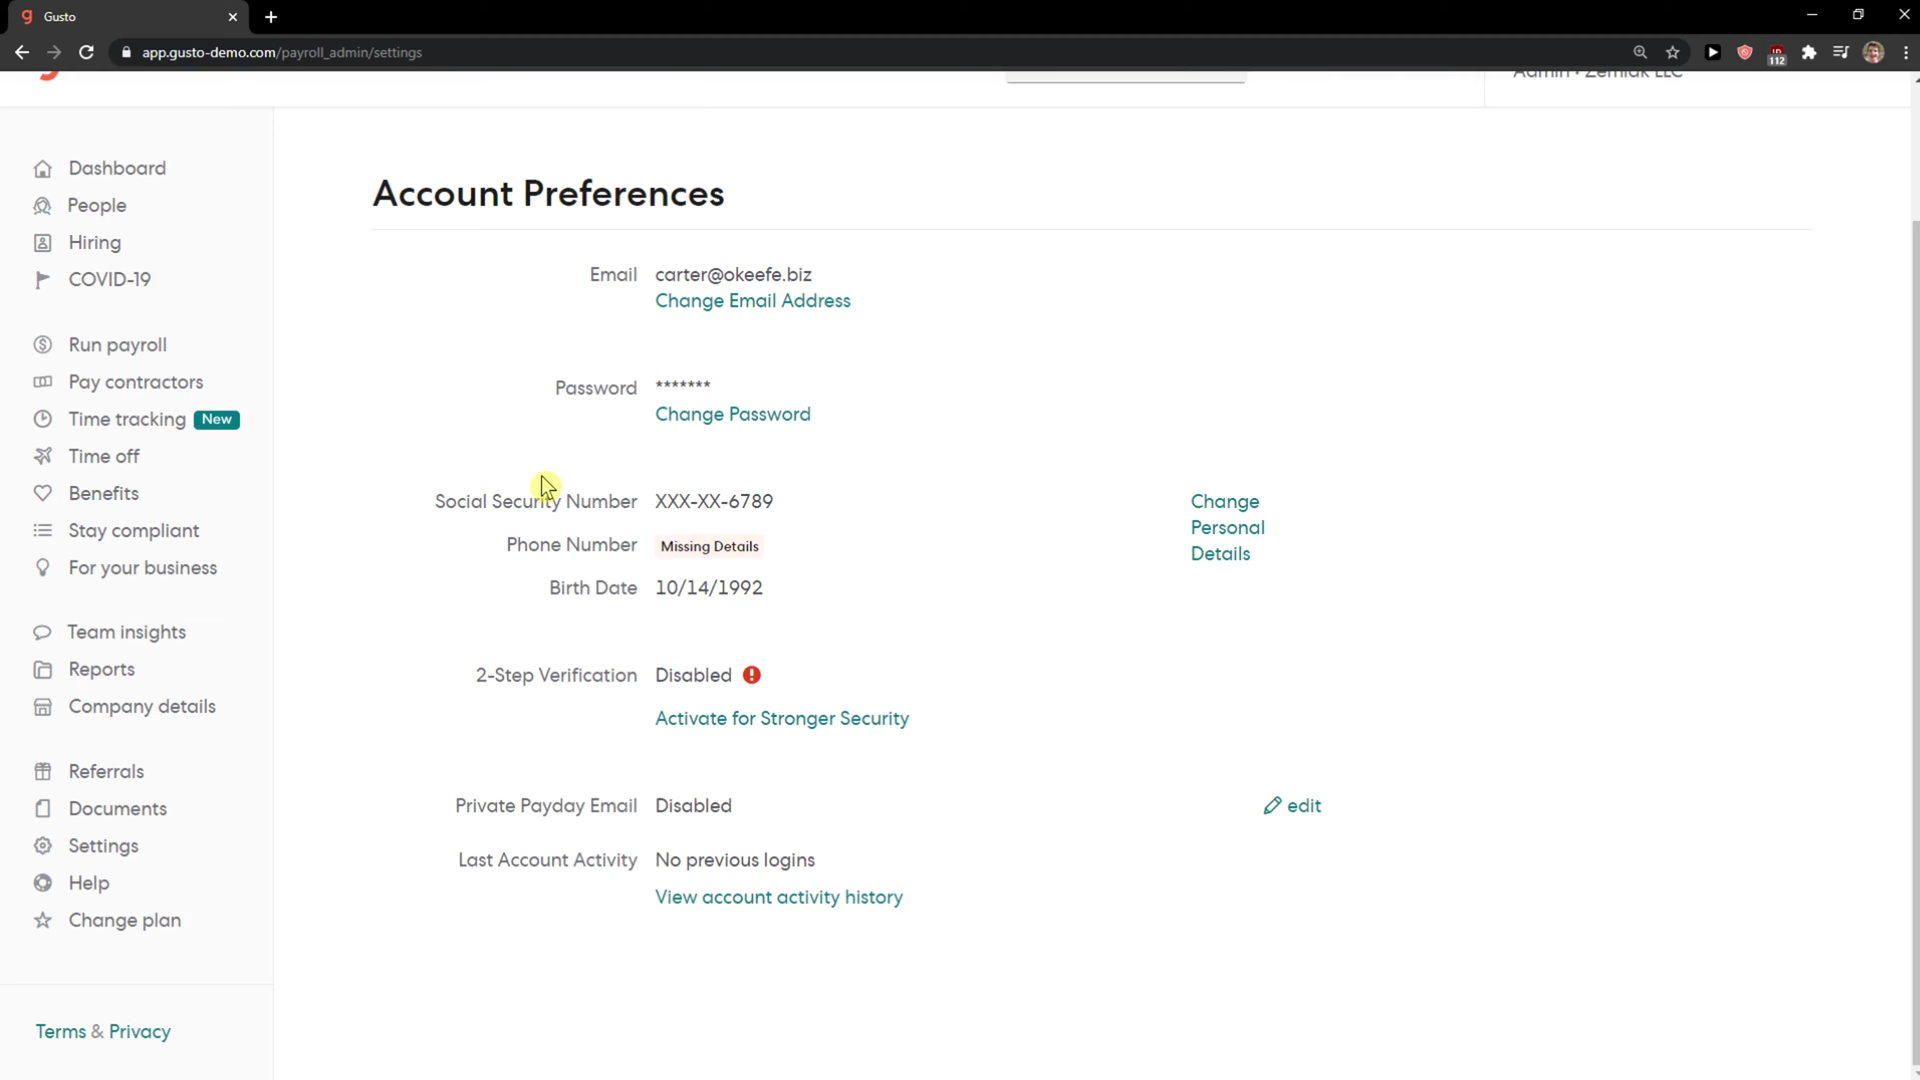 Gusto
app.gusto-demo.com/payroll_admin/settings
112
Admin · Zemlak LLC
Dashboard
People
Hiring
COVID-19
Run payroll
Pay contractors
Time tracking New
Time off
Benefits
Stay compliant
For your business
Team insights
Reports
Company details
Referrals
Documents
Settings
Help
Change plan
Terms & Privacy
Account Preferences
Email carter@okeefe.biz
Change Email Address
Password *******
Change Password
Social Security Number XXX-XX-6789
Phone Number Missing Details
Birth Date 10/14/1992
Change
Personal
Details
2-Step Verification Disabled
Activate for Stronger Security
Private Payday Email Disabled edit
Last Account Activity No previous logins
View account activity history